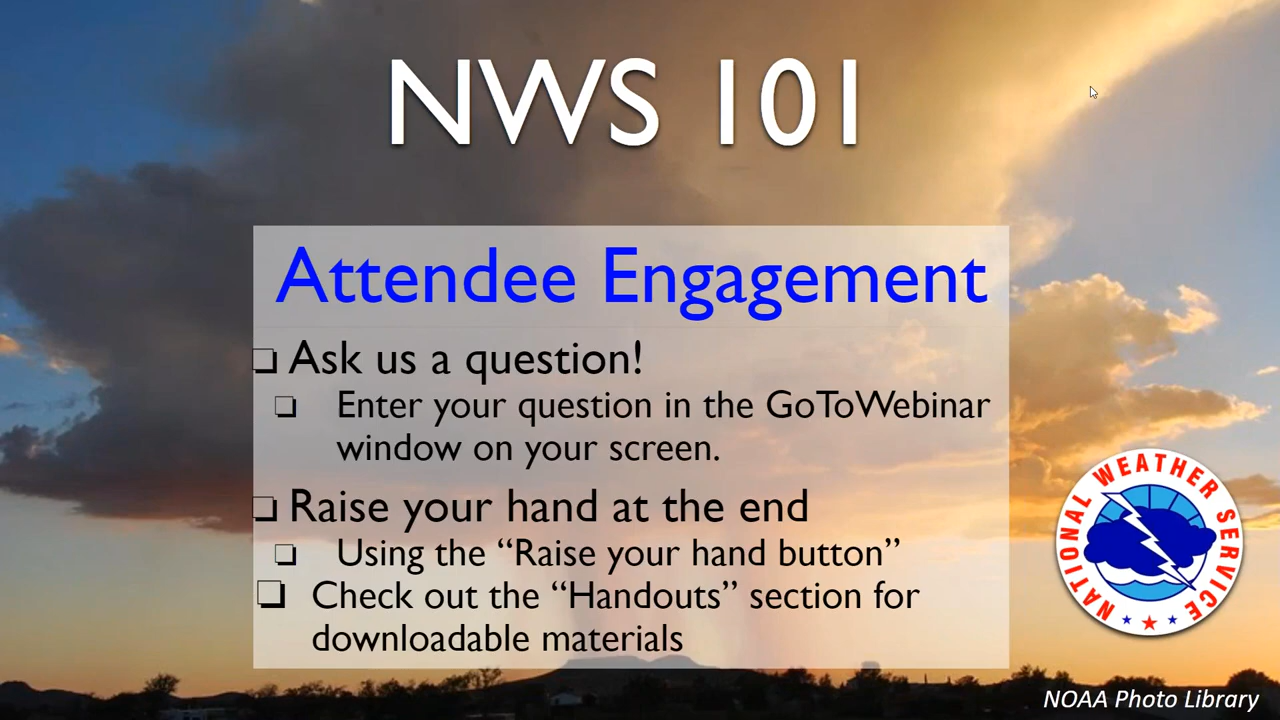 NWS 101
Attendee Engagement
❑ Ask us a question!
❑ Enter your question in the GoToWebinar
window on your screen.
❑ Raise your hand at the end
❑ Using the “Raise your hand button”
❑ Check out the “Handouts” section for
downloadable materials
NATIONAL WEATHER SERVICE
NOAA Photo Library